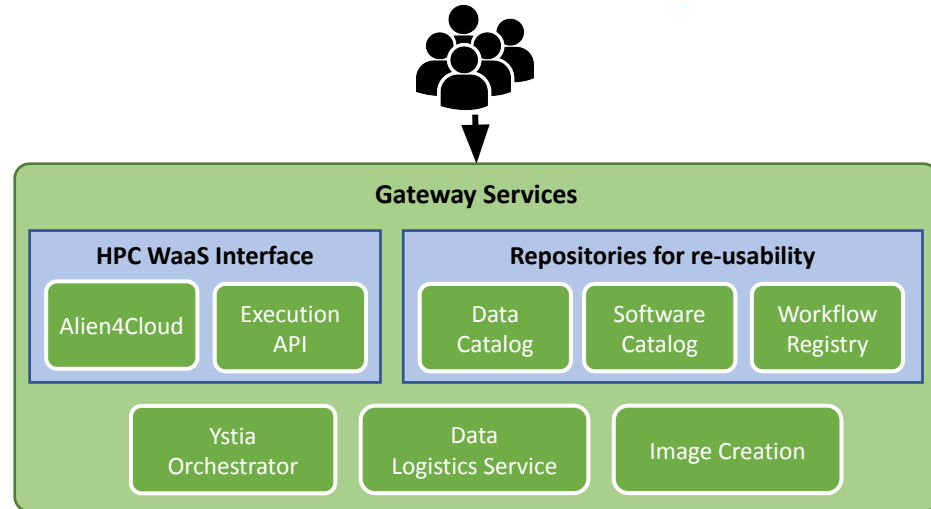 Gateway Services
HPC WaaS Interface
Alien4Cloud
Execution
API
Repositories for re-usability
Data
Catalog
Software
Catalog
Workflow
Registry
Ystia
Orchestrator
Data
Logistics Service
Image Creation